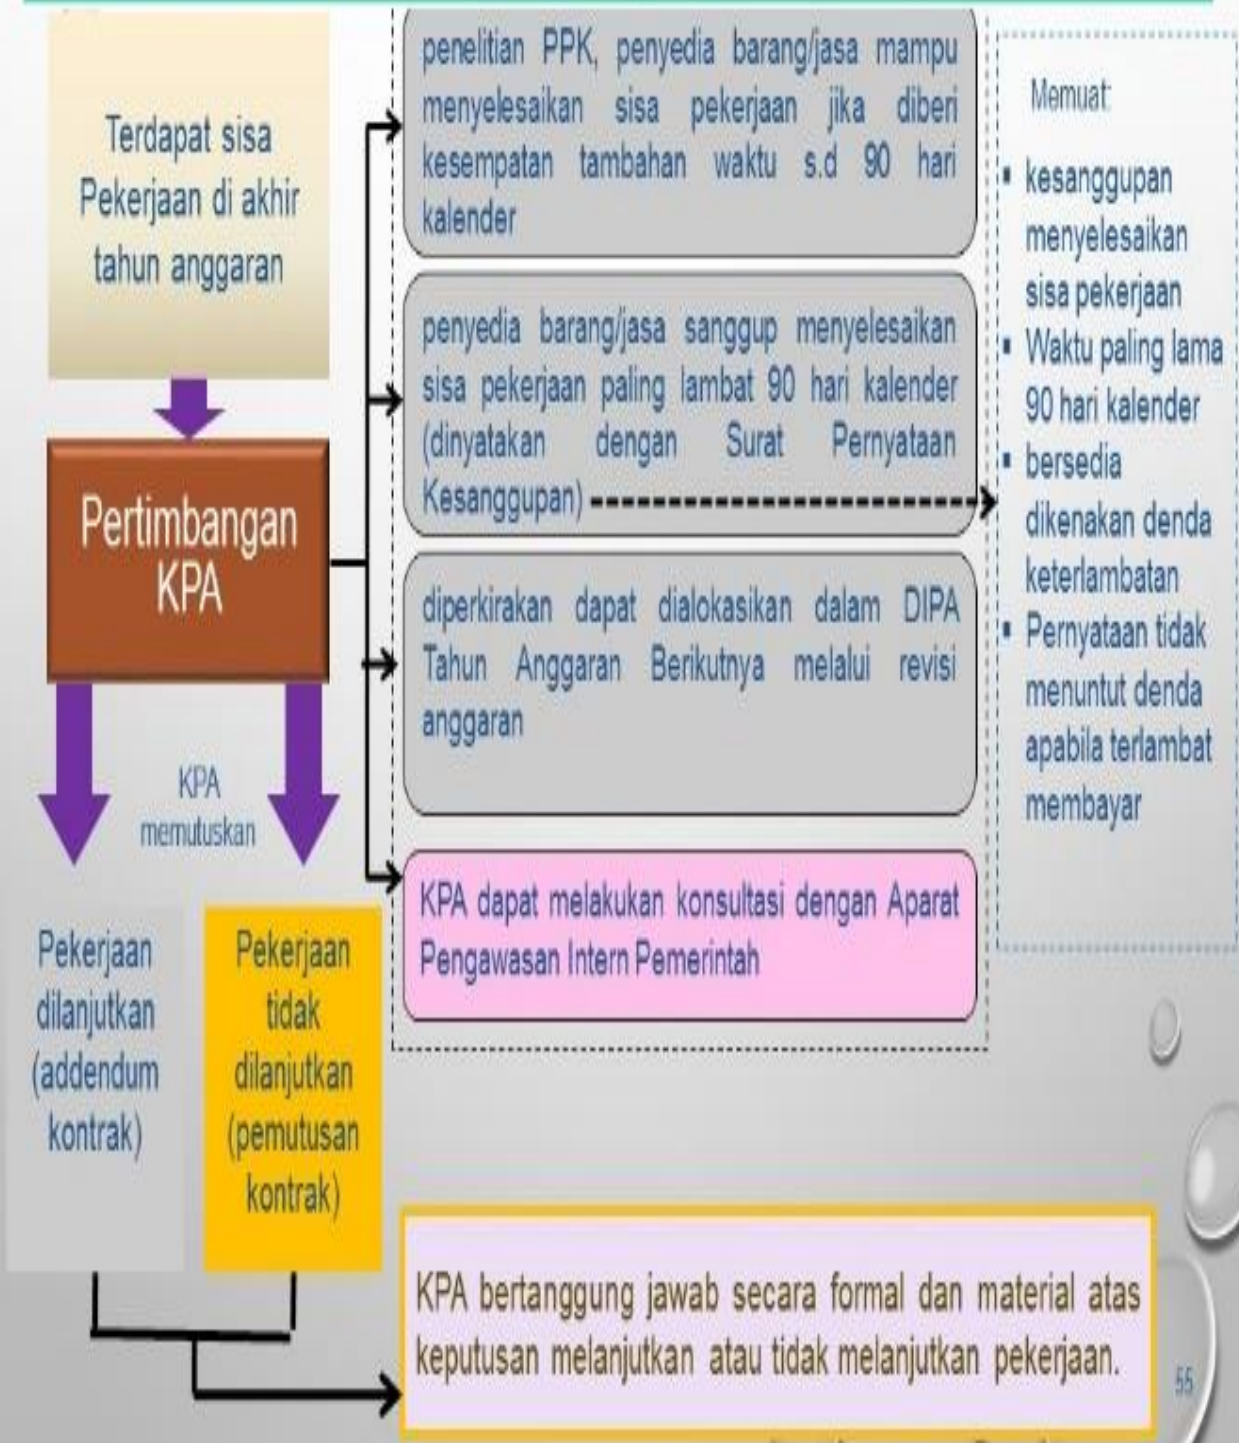 Terdapat sisa
Pekerjaan di akhir
tahun anggaran
Pertimbangan
KPA
KPA
memutuskan
Pekerjaan
dilanjutkan
(addendum
kontrak)
Pekerjaan
tidak
dilanjutkan
(pemutusan
kontrak)
penelitian PPK, penyedia barang/jasa mampu
menyelesaikan sisa pekerjaan jika diberi
kesempatan tambahan waktu s.d 90 hari
kalender
penyedia barang/jasa sanggup menyelesaikan
sisa pekerjaan paling lambat 90 hari kalender
(dinyatakan dengan Surat Pernyataan
Kesanggupan)
diperkirakan dapat dialokasikan dalam DIPA
Tahun Anggaran Berikutnya melalui revisi
anggaran
KPA dapat melakukan konsultasi dengan Aparat
Pengawasan Intern Pemerintah
Memuat:
▪ kesanggupan
menyelesaikan
sisa pekerjaan
▪ Waktu paling lama
90 hari kalender
▪ bersedia
dikenakan denda
keterlambatan
▪ Pernyataan tidak
menuntut denda
apabila terlambat
membayar
KPA bertanggung jawab secara formal dan material atas
keputusan melanjutkan atau tidak melanjutkan pekerjaan.
55